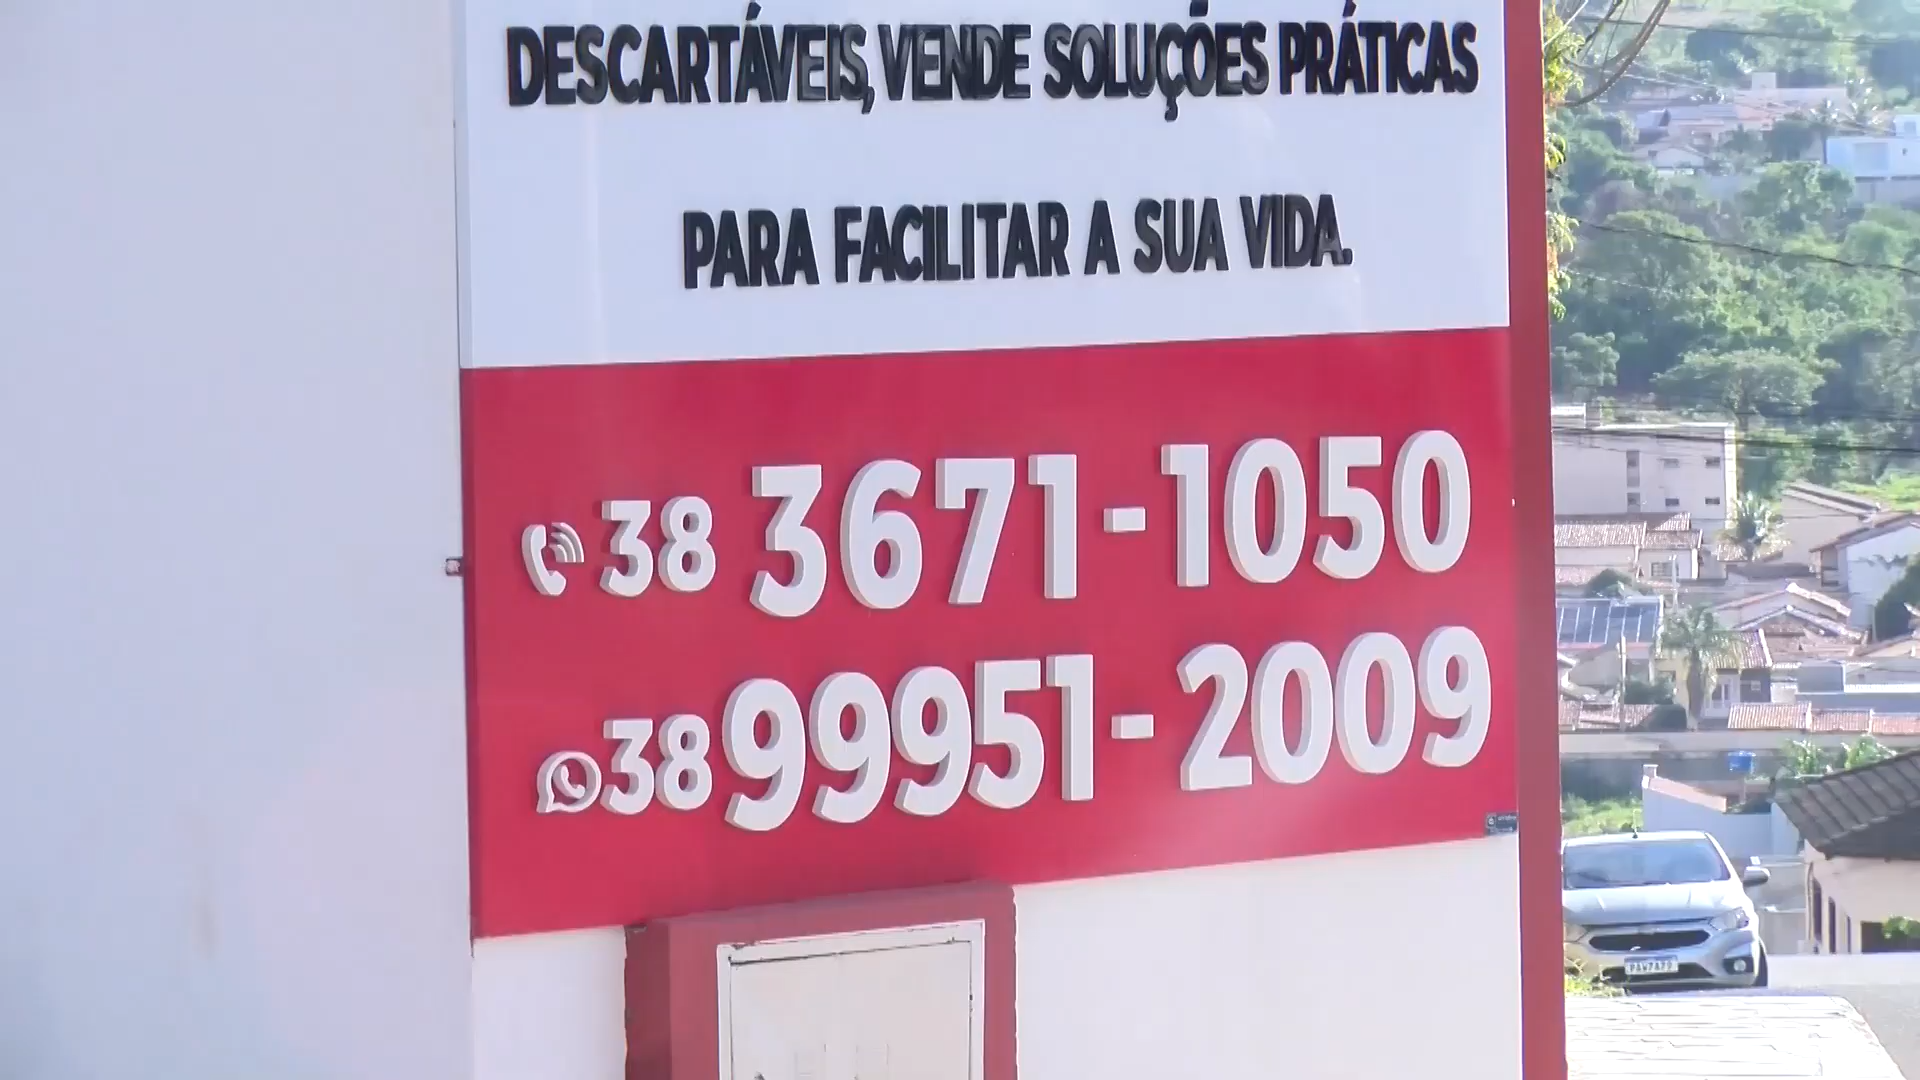 DESCARTÁVEIS, VENDE SOLUÇÕES PRÁTICAS
PARA FACILITAR A SUA VIDA.
38 3671-1050
38 99951-2009